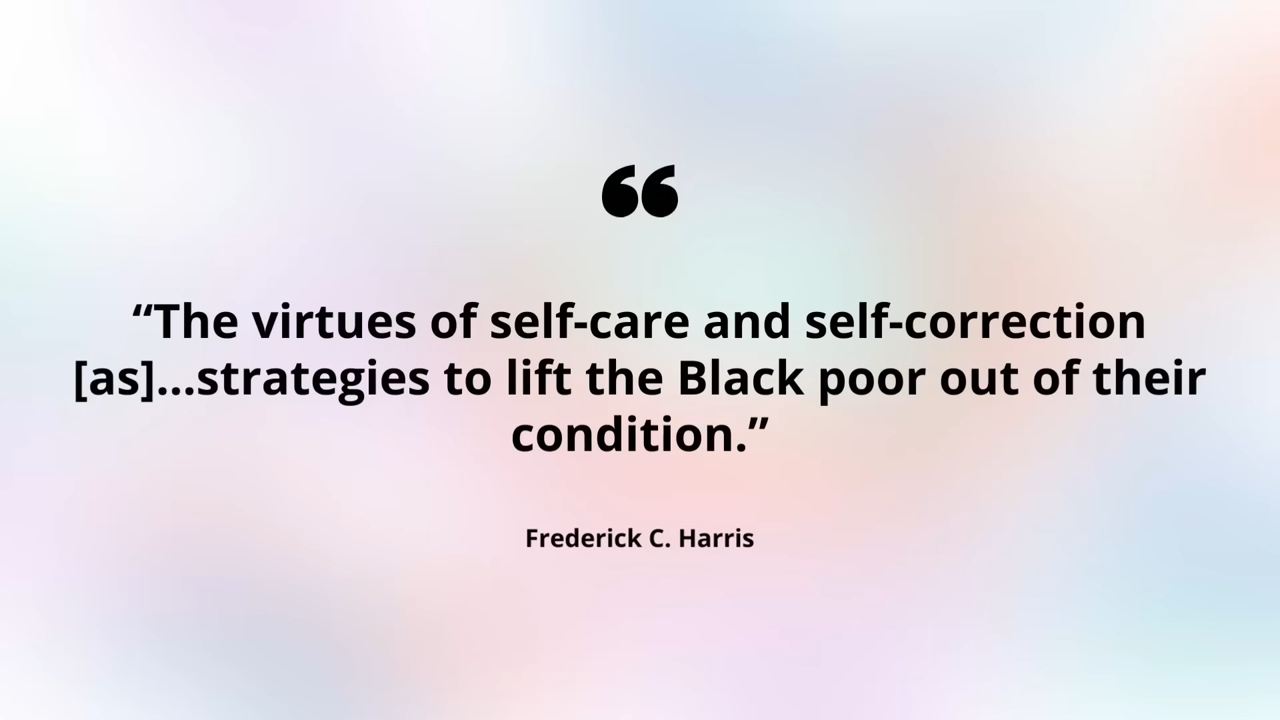 “
“The virtues of self-care and self-correction
[as]...strategies to lift the Black poor out of their
condition.”
Frederick C. Harris